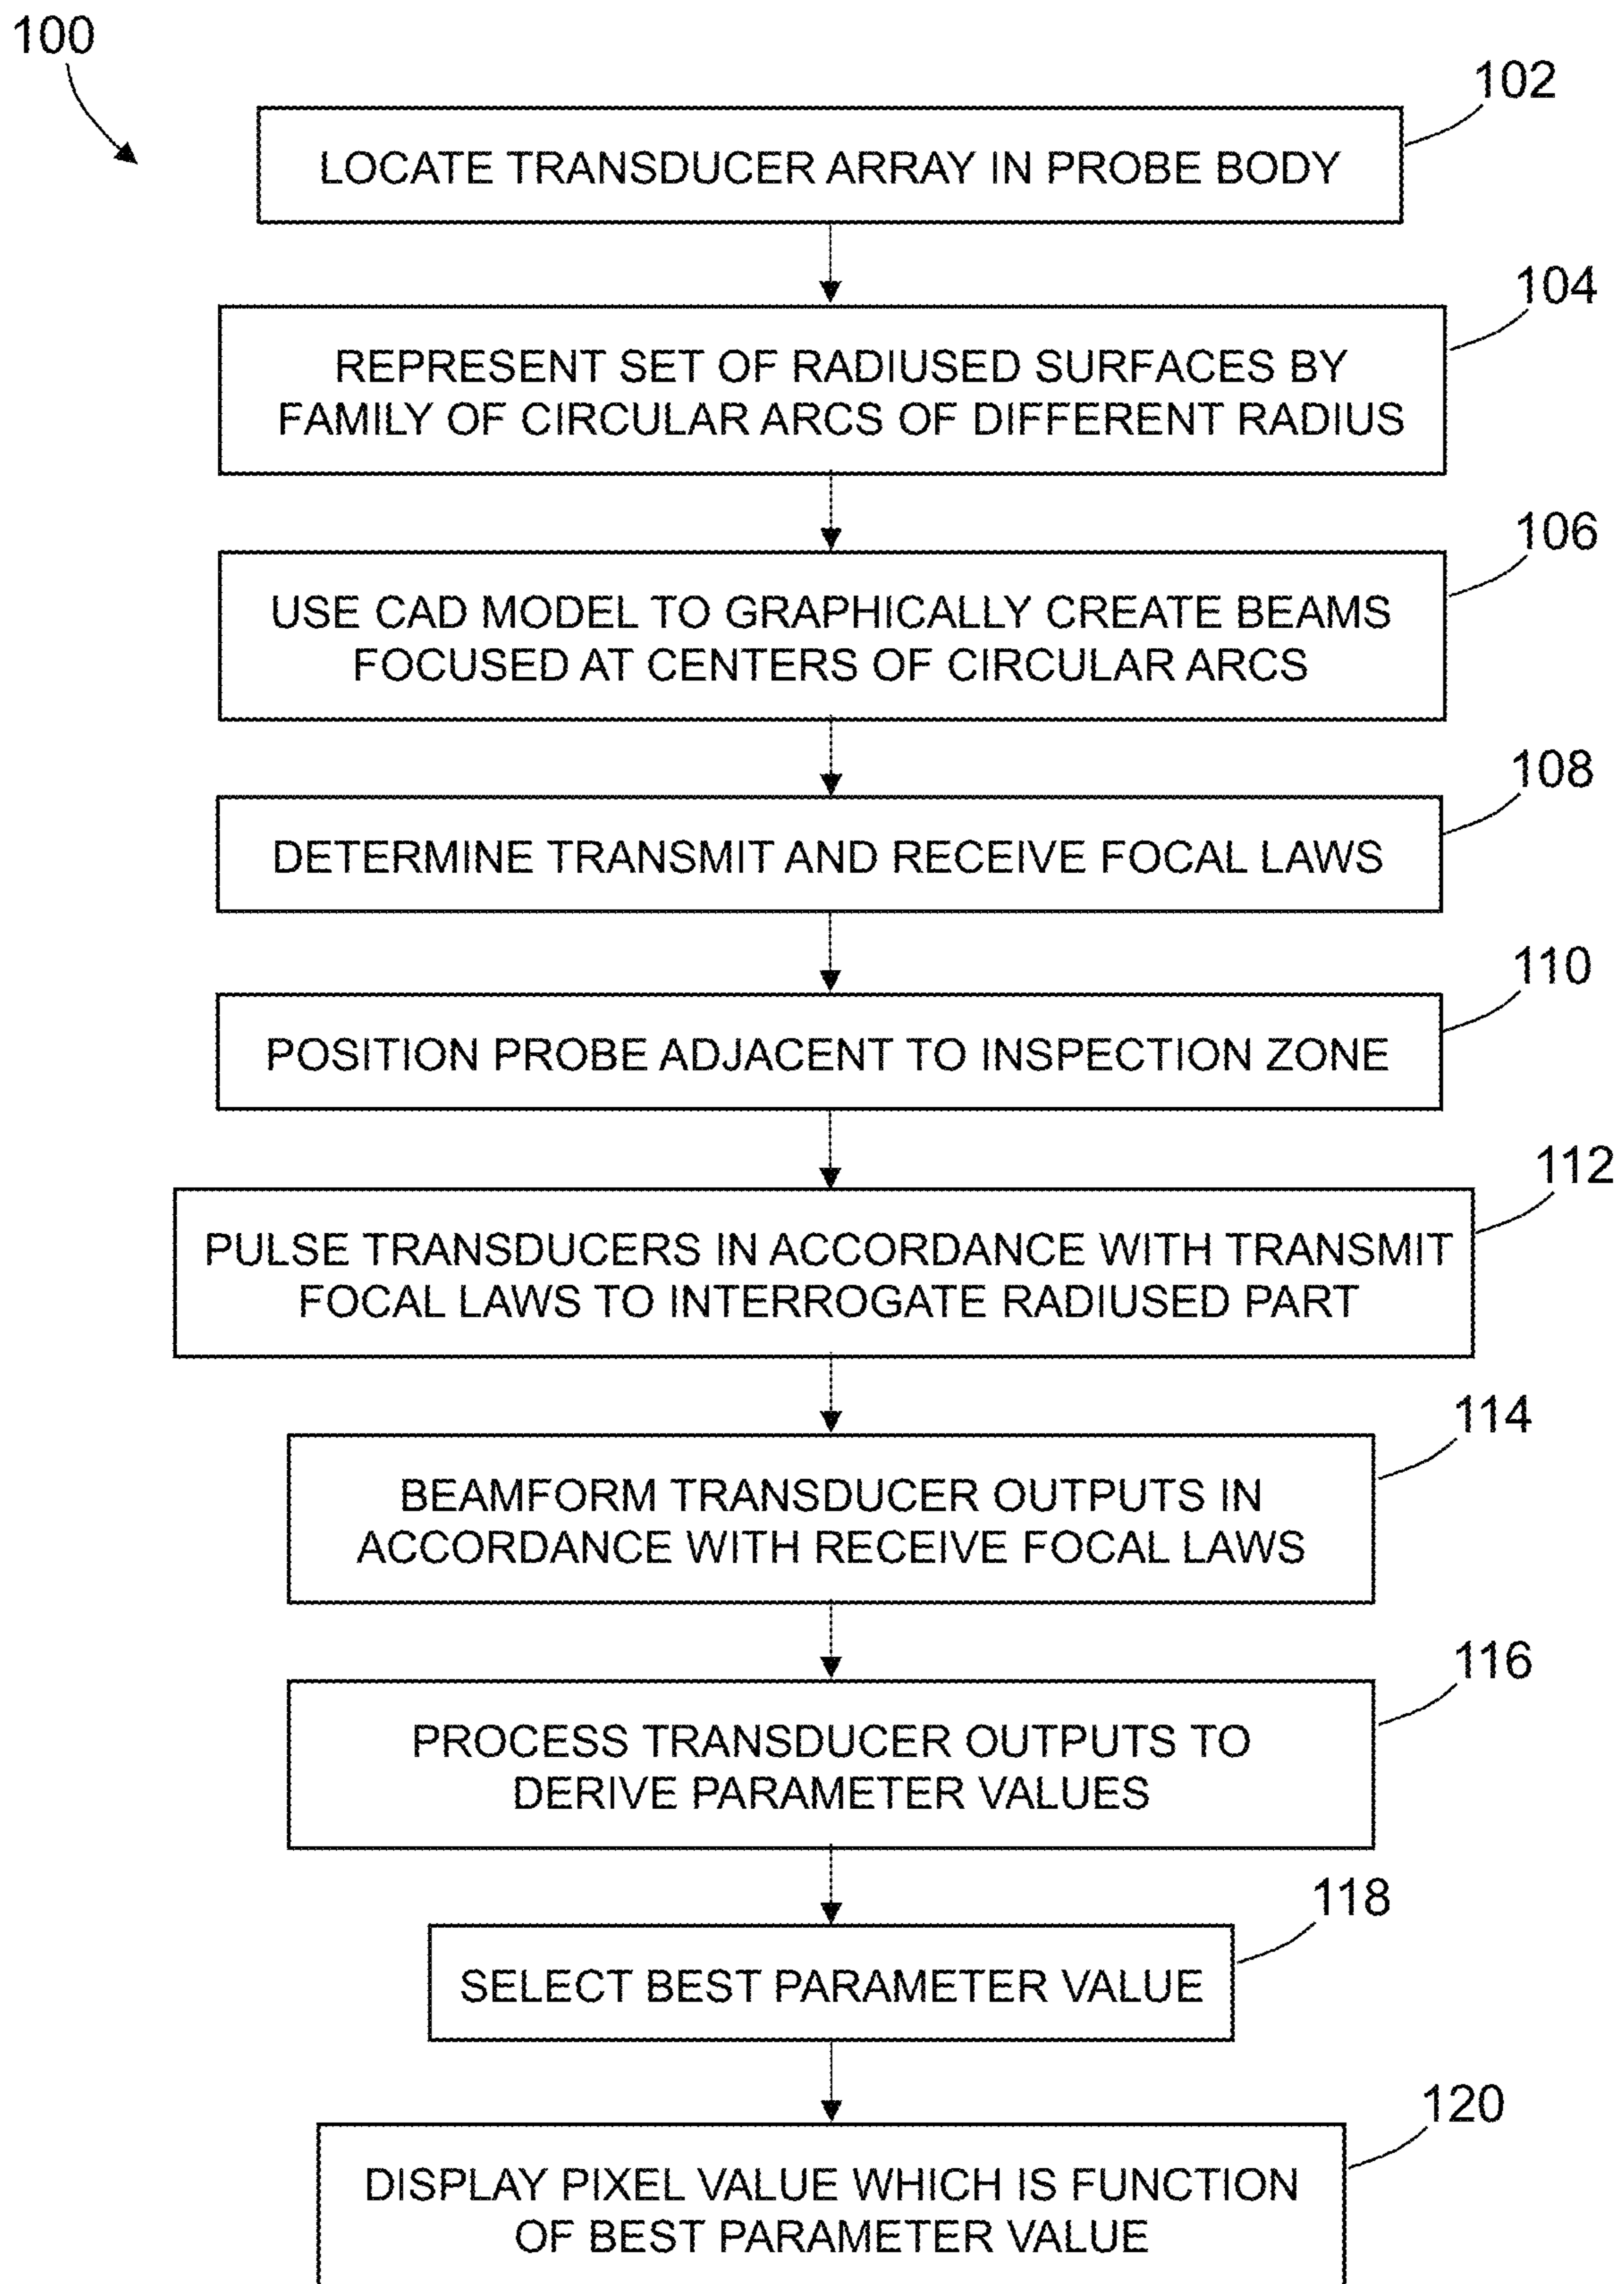 100
102
LOCATE TRANSDUCER ARRAY IN PROBE BODY
104
REPRESENT SET OF RADIUSED SURFACES BY
FAMILY OF CIRCULAR ARCS OF DIFFERENT RADIUS
106
USE CAD MODEL TO GRAPHICALLY CREATE BEAMS
FOCUSED AT CENTERS OF CIRCULAR ARCS
108
DETERMINE TRANSMIT AND RECEIVE FOCAL LAWS
110
POSITION PROBE ADJACENT TO INSPECTION ZONE
112
PULSE TRANSDUCERS IN ACCORDANCE WITH TRANSMIT
FOCAL LAWS TO INTERROGATE RADIUSED PART
114
BEAMFORM TRANSDUCER OUTPUTS IN
ACCORDANCE WITH RECEIVE FOCAL LAWS
116
PROCESS TRANSDUCER OUTPUTS TO
DERIVE PARAMETER VALUES
118
SELECT BEST PARAMETER VALUE
120
DISPLAY PIXEL VALUE WHICH IS FUNCTION
OF BEST PARAMETER VALUE